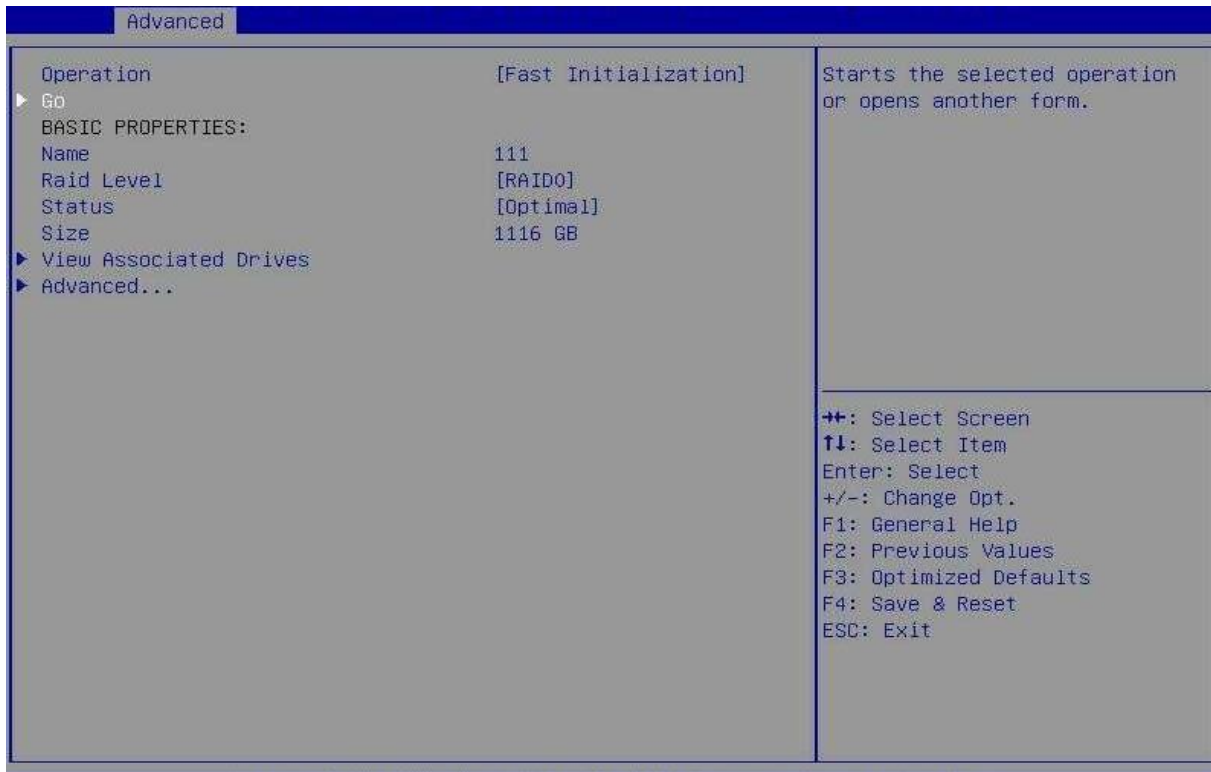 Advanced
Operation [Fast Initialization]
Go
BASIC PROPERTIES:
Name 111
Raid Level [RAID0]
Status [Optimal]
Size 1116 GB
View Associated Drives
Advanced...
Starts the selected operation
or opens another form.
→←: Select Screen
↑↓: Select Item
Enter: Select
+/-: Change Opt.
F1: General Help
F2: Previous Values
F3: Optimized Defaults
F4: Save & Reset
ESC: Exit